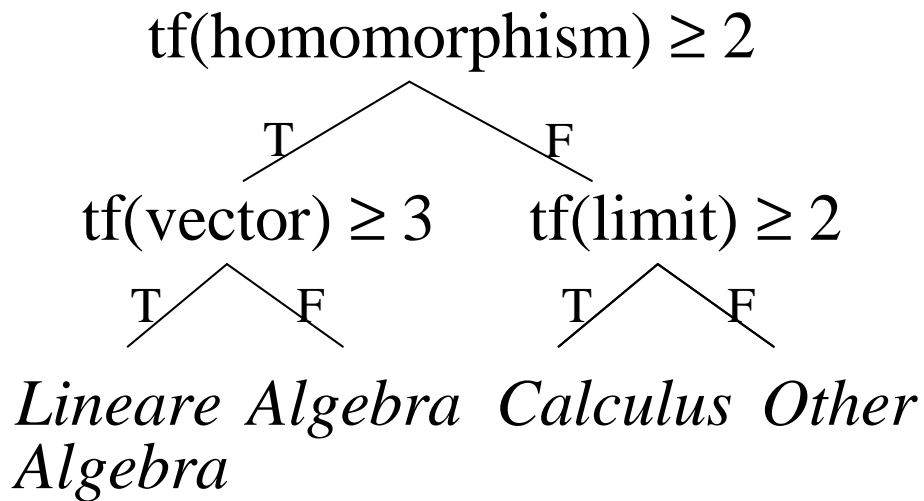 tf(homomorphism) ≥ 2
T F
tf(vector) ≥ 3 tf(limit) ≥ 2
T F T F
Lineare Algebra Calculus Other
Algebra